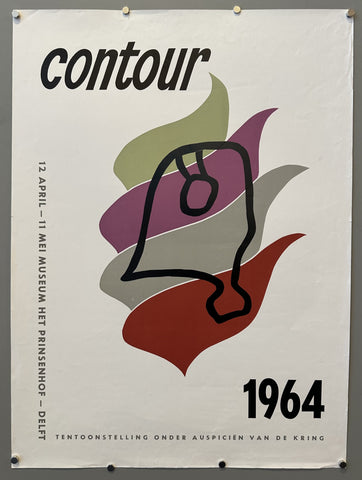 contour
12 APRIL – 11 MEI MUSEUM HET PRINSENHOF – DELFT
1964
TENTOONSTELLING ONDER AUSPICIËN VAN DE KRING